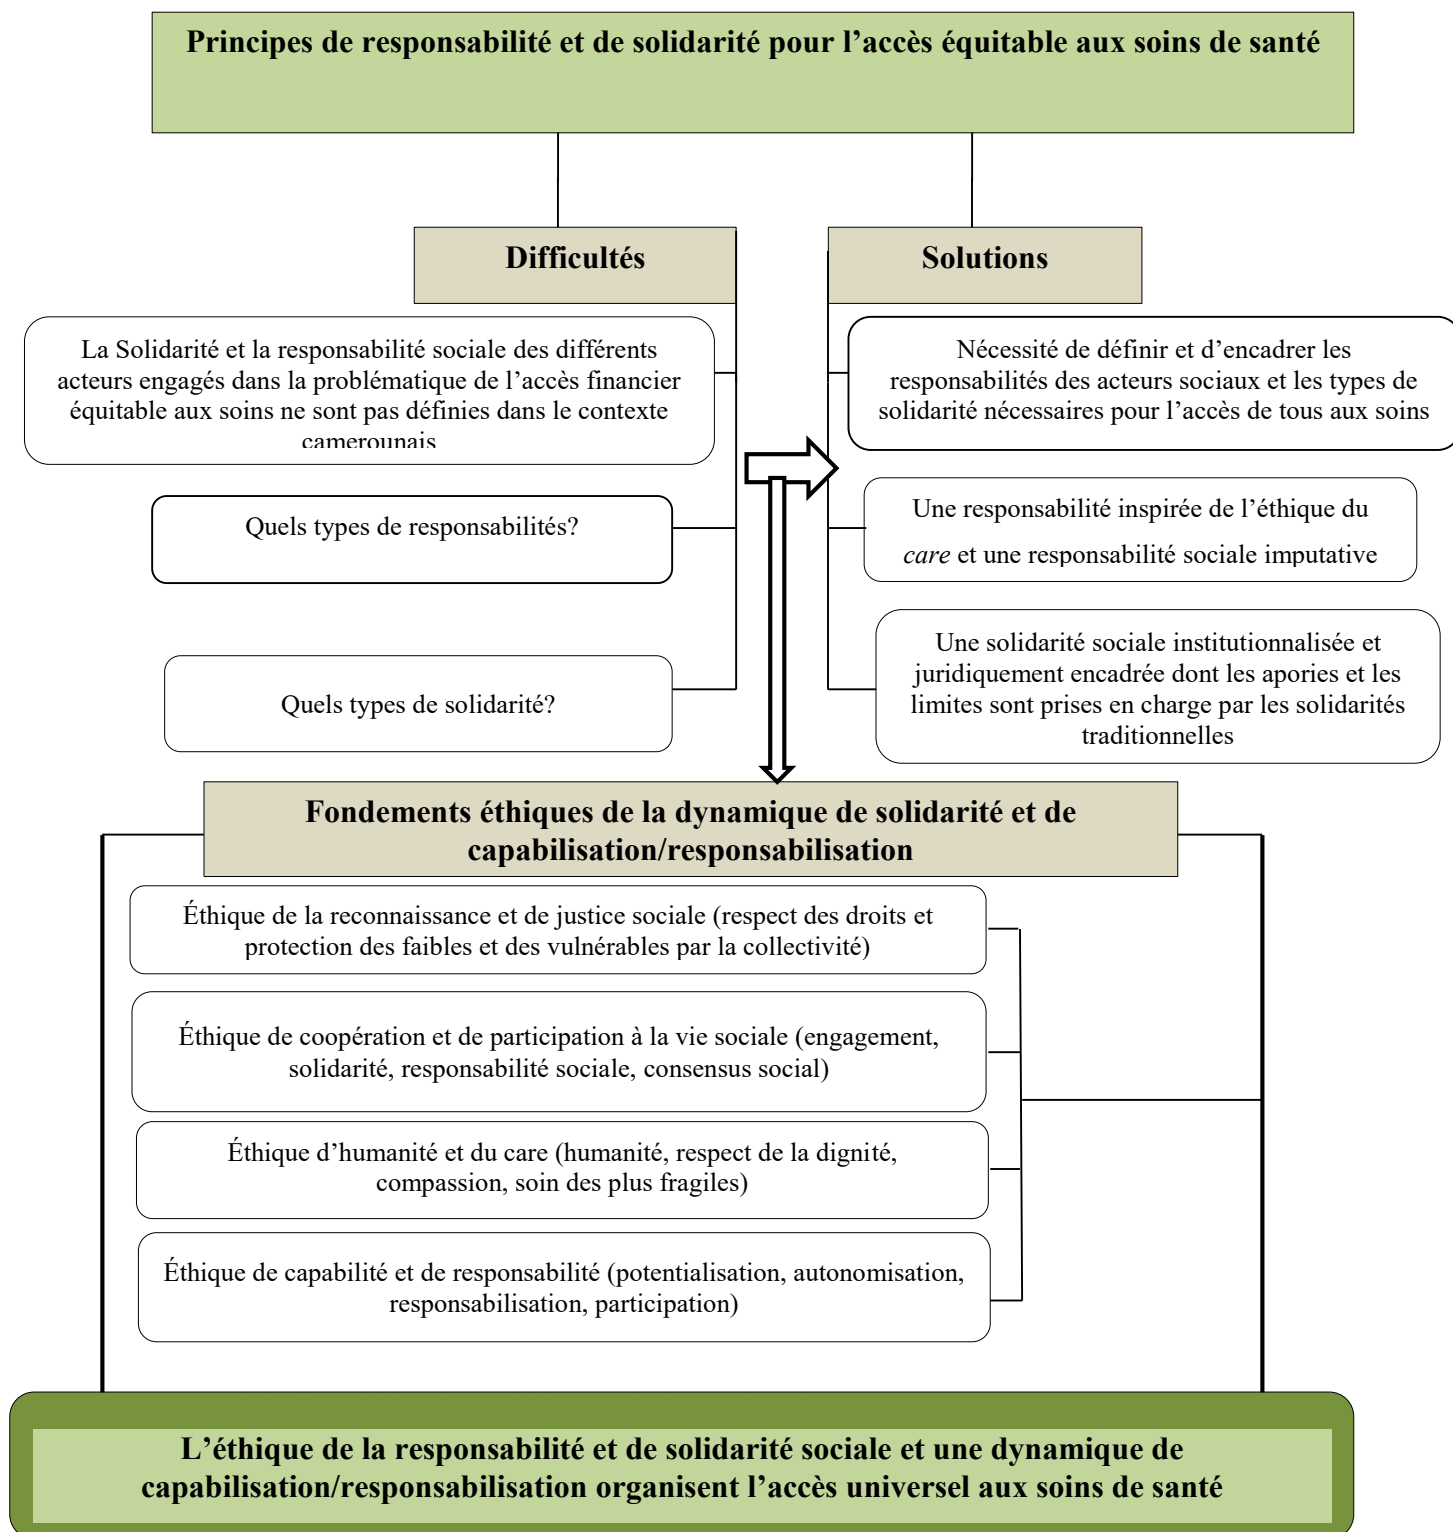 Principes de responsabilité et de solidarité pour l’accès équitable aux soins de santé
Difficultés
Solutions
La Solidarité et la responsabilité sociale des différents
acteurs engagés dans la problématique de l’accès financier
équitable aux soins ne sont pas définies dans le contexte
camerounais
Nécessité de définir et d’encadrer les
responsabilités des acteurs sociaux et les types de
solidarité nécessaires pour l’accès de tous aux soins
Quels types de responsabilités?
Une responsabilité inspirée de l’éthique du
care et une responsabilité sociale imputative
Quels types de solidarité?
Une solidarité sociale institutionnalisée et
juridiquement encadrée dont les apories et les
limites sont prises en charge par les solidarités
traditionnelles
Fondements éthiques de la dynamique de solidarité et de
capabilisation/responsabilisation
Éthique de la reconnaissance et de justice sociale (respect des droits et
protection des faibles et des vulnérables par la collectivité)
Éthique de coopération et de participation à la vie sociale (engagement,
solidarité, responsabilité sociale, consensus social)
Éthique d’humanité et du care (humanité, respect de la dignité,
compassion, soin des plus fragiles)
Éthique de capabilité et de responsabilité (potentialisation, autonomisation,
responsabilisation, participation)
L’éthique de la responsabilité et de solidarité sociale et une dynamique de
capabilisation/responsabilisation organisent l’accès universel aux soins de santé